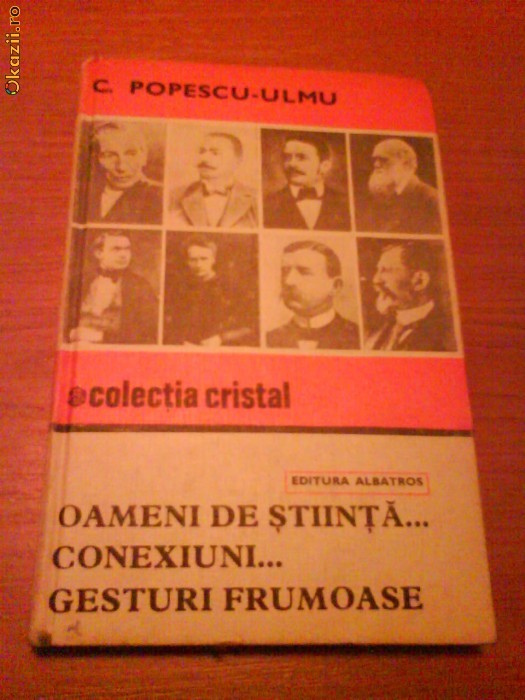 Okazii.ro
C. POPESCU-ULMU
colecția cristal
EDITURA ALBATROS
OAMENI DE ȘTIINȚĂ...
CONEXIUNI...
GESTURI FRUMOASE